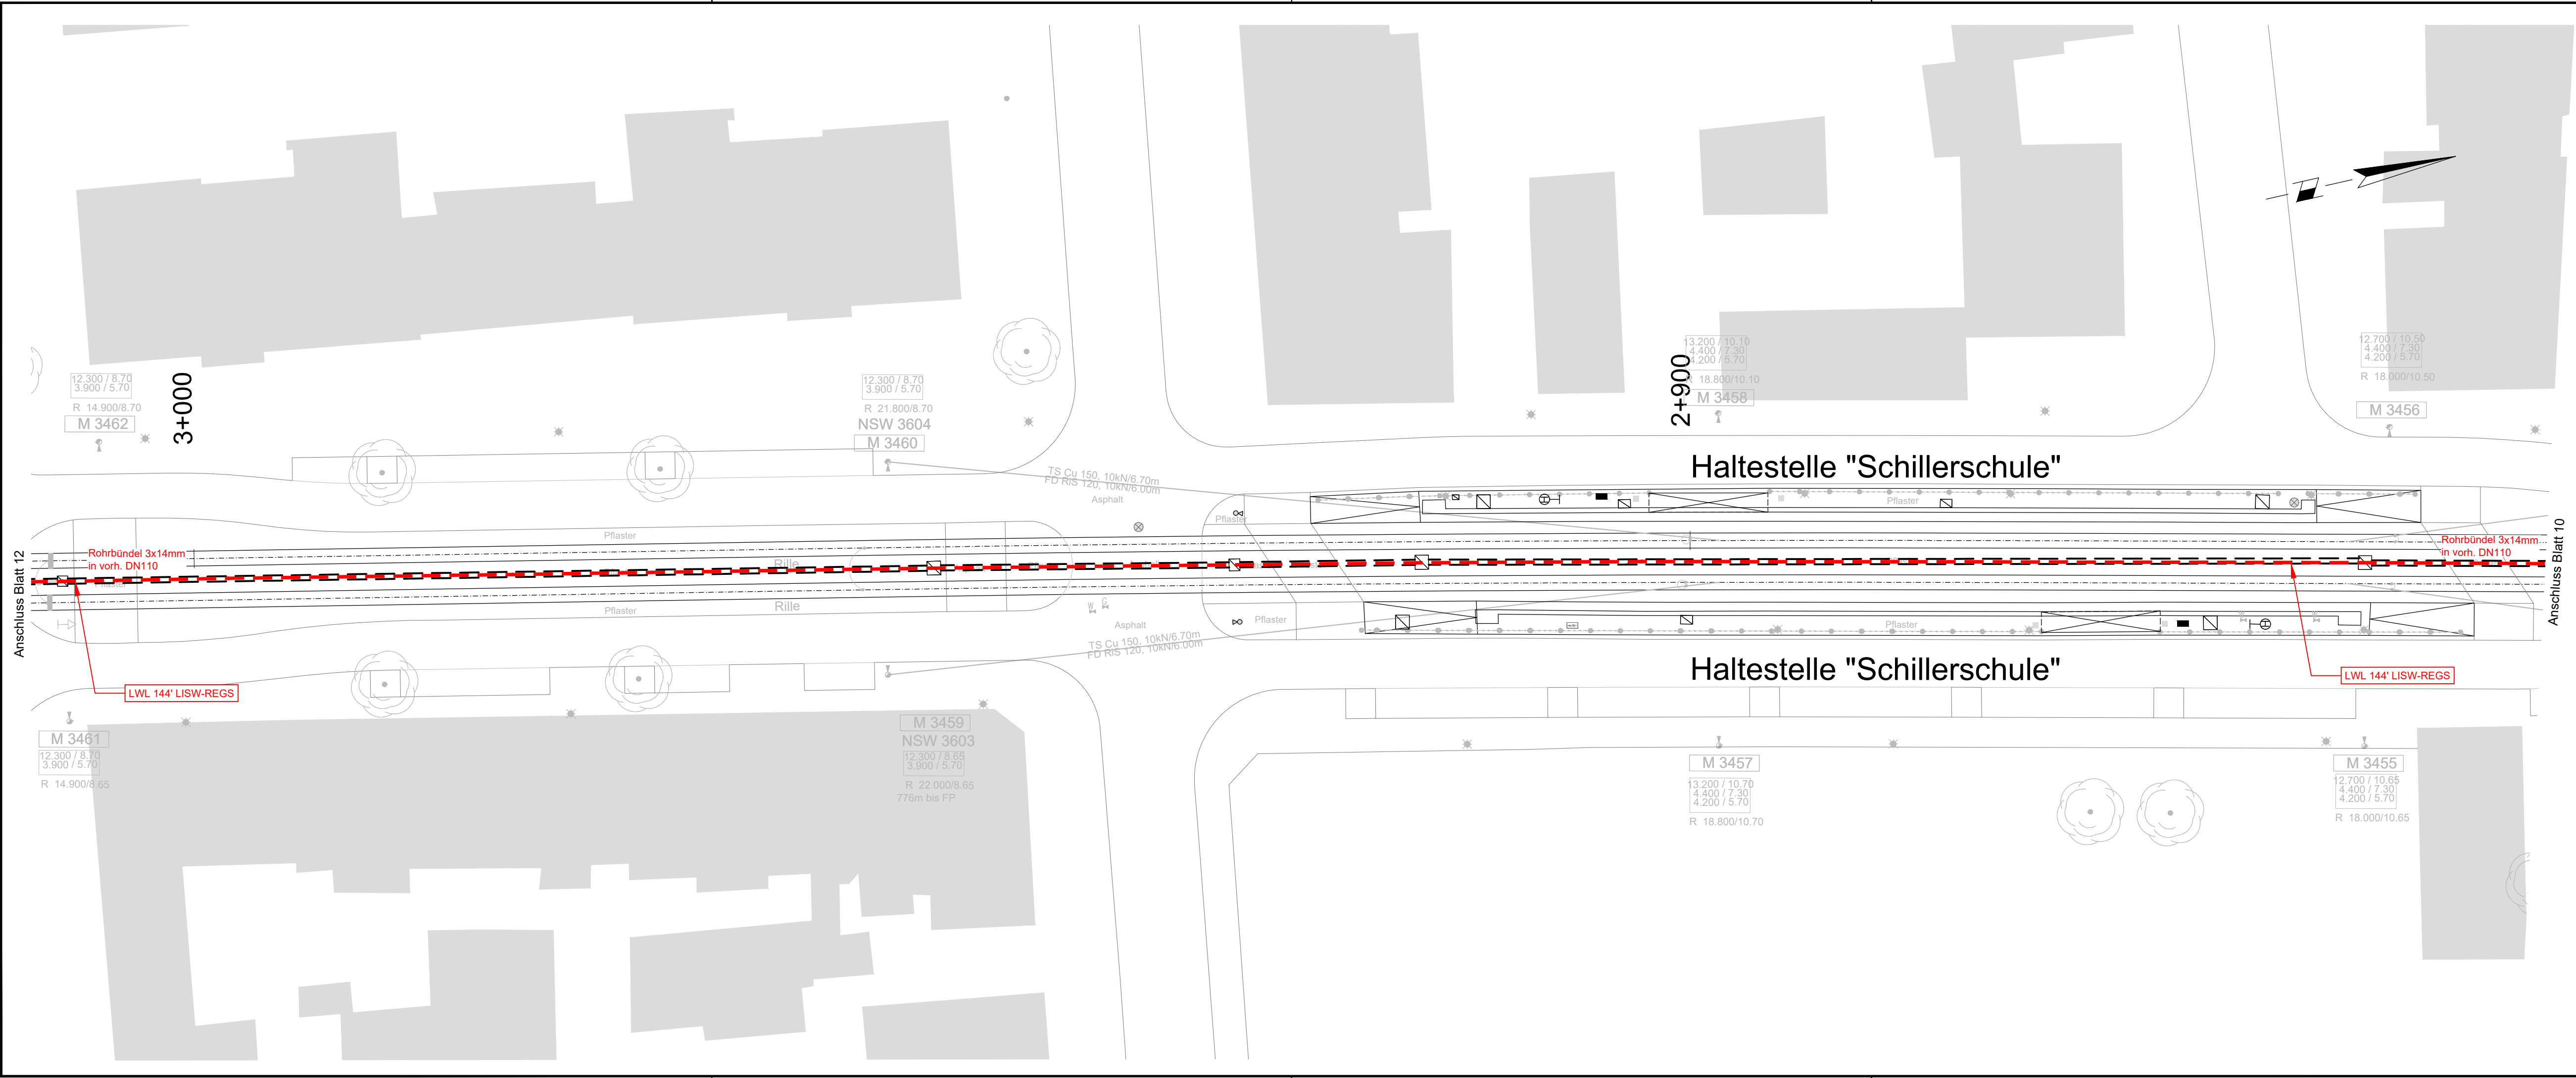 12.300 / 8.70
3.900 / 5.70
R 14.900/8.70
M 3462
3+000
12.300 / 8.70
3.900 / 5.70
R 21.800/8.70
NSW 3604
M 3460
13.200 / 10.10
4.400 / 7.30
4.200 / 5.70
R 18.800/10.10
M 3458
2+900
12.700 / 10.50
4.400 / 7.30
4.200 / 5.70
R 18.000/10.50
M 3456
Haltestelle "Schillerschule"
TS Cu 150, 10kN/6.70m
FD RiS 120, 10kN/6.00m
Asphalt
Pflaster
Pflaster
Pflaster
Anschluss Blatt 12
Rohrbündel 3x14mm
in vorh. DN110
Pflaster
Rille
Rohrbündel 3x14mm
in vorh. DN110
Anschluss Blatt 10
Pflaster
Rille
W G
Asphalt
Pflaster
Pflaster
TS Cu 150, 10kN/6.70m
FD RiS 120, 10kN/6.00m
Haltestelle "Schillerschule"
LWL 144' LISW-REGS
LWL 144' LISW-REGS
M 3461
12.300 / 8.70
3.900 / 5.70
R 14.900/8.65
M 3459
NSW 3603
12.300 / 8.65
3.900 / 5.70
R 22.000/8.65
776m bis FP
M 3457
13.200 / 10.70
4.400 / 7.30
4.200 / 5.70
R 18.800/10.70
M 3455
12.700 / 10.65
4.400 / 7.30
4.200 / 5.70
R 18.000/10.65